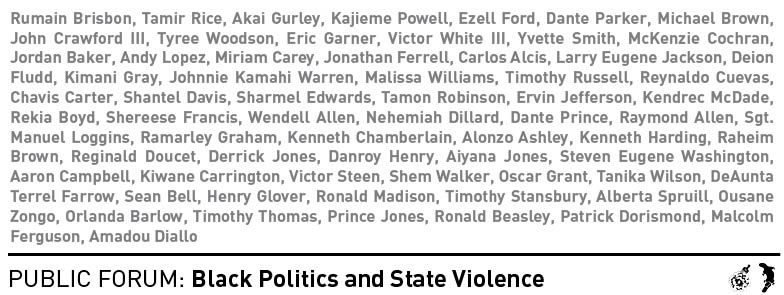 Rumain Brisbon, Tamir Rice, Akai Gurley, Kajieme Powell, Ezell Ford, Dante Parker, Michael Brown,
John Crawford III, Tyree Woodson, Eric Garner, Victor White III, Yvette Smith, McKenzie Cochran,
Jordan Baker, Andy Lopez, Miriam Carey, Jonathan Ferrell, Carlos Alcis, Larry Eugene Jackson, Deion
Fludd, Kimani Gray, Johnnie Kamahi Warren, Malissa Williams, Timothy Russell, Reynaldo Cuevas,
Chavis Carter, Shantel Davis, Sharmel Edwards, Tamon Robinson, Ervin Jefferson, Kendrec McDade,
Rekia Boyd, Shereese Francis, Wendell Allen, Nehemiah Dillard, Dante Prince, Raymond Allen, Sgt.
Manuel Loggins, Ramarley Graham, Kenneth Chamberlain, Alonzo Ashley, Kenneth Harding, Raheim
Brown, Reginald Doucet, Derrick Jones, Danroy Henry, Aiyana Jones, Steven Eugene Washington,
Aaron Campbell, Kiwane Carrington, Victor Steen, Shem Walker, Oscar Grant, Tanika Wilson, DeAunta
Terrel Farrow, Sean Bell, Henry Glover, Ronald Madison, Timothy Stansbury, Alberta Spruill, Ousane
Zongo, Orlanda Barlow, Timothy Thomas, Prince Jones, Ronald Beasley, Patrick Dorismond, Malcolm
Ferguson, Amadou Diallo
PUBLIC FORUM: Black Politics and State Violence